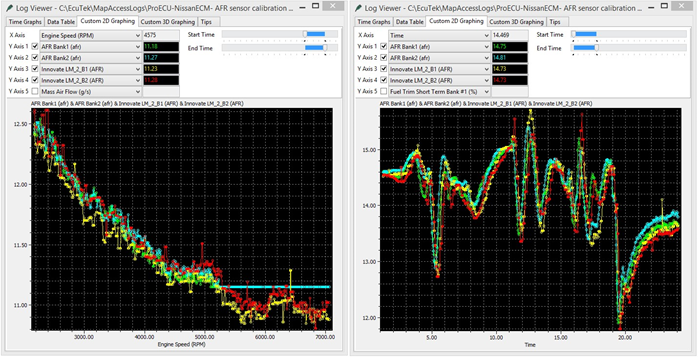 Log Viewer - C:\EcuTek\MapAccessLogs\ProECU-NissanECM- AFR sensor calibration ...
Time Graphs Data Table Custom 2D Graphing Custom 3D Graphing Tips
X Axis Engine Speed (RPM) 4575 Start Time
Y Axis 1 AFR Bank1 (afr) 11.18 End Time
Y Axis 2 AFR Bank2 (afr) 11.27
Y Axis 3 Innovate LM_2_B1 (AFR) 11.23
Y Axis 4 Innovate LM_2_B2 (AFR) 11.28
Y Axis 5 Mass Air Flow (g/s)
AFR Bank1 (afr) & AFR Bank2 (afr) & Innovate LM_2_B1 (AFR) & Innovate LM_2_B2 (AFR)
12.50
12.00
11.50
11.00
3000.00 4000.00 5000.00 6000.00 7000.00
Engine Speed (RPM)
Log Viewer - C:\EcuTek\MapAccessLogs\ProECU-NissanECM- AFR sensor calibration ...
Time Graphs Data Table Custom 2D Graphing Custom 3D Graphing Tips
X Axis Time 14.469 Start Time
Y Axis 1 AFR Bank1 (afr) 14.75 End Time
Y Axis 2 AFR Bank2 (afr) 14.81
Y Axis 3 Innovate LM_2_B1 (AFR) 14.73
Y Axis 4 Innovate LM_2_B2 (AFR)
Y Axis 5 Fuel Trim Short Term Bank #1 (%)
AFR Bank1 (afr) & AFR Bank2 (afr) & Innovate LM_2_B1 (AFR) & Innovate LM_2_B2 (AFR)
15.00
14.00
13.00
12.00
5.00 10.00 15.00 20.00
Time